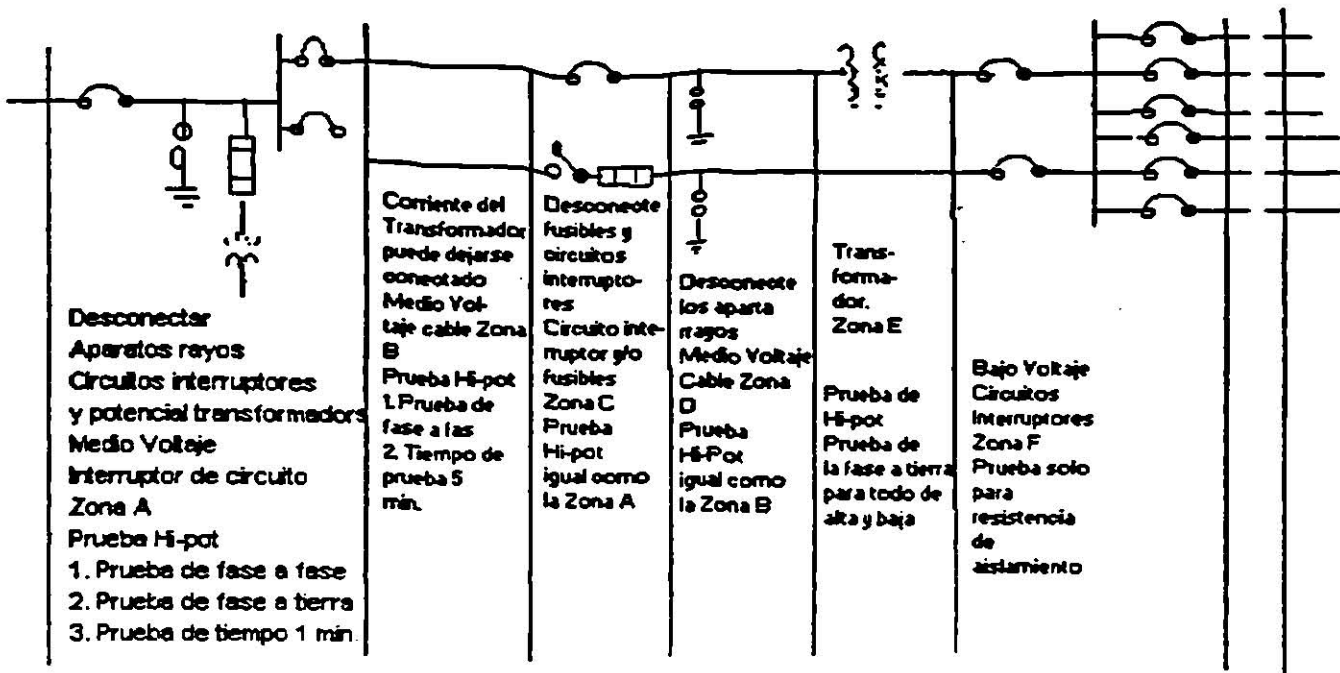 Desconectar
Aparatos rayos
Circuitos interruptores
y potencial transformadors
Medio Voltaje
Interruptor de circuito
Zona A
Prueba Hi-pot
1. Prueba de fase a fase
2. Prueba de fase a tierra
3. Prueba de tiempo 1 min.
Corriente del
Transformador
puede dejarse
conectado
Medio Vol-
taje cable Zona
B
Prueba Hi-pot
1. Prueba de
fase a fas
2. Tiempo de
prueba 5
min.
Desconecte
fusibles y
circuitos
interrupto-
res
Circuito inte-
rruptor y/o
fusibles
Zona C
Prueba
Hi-pot
igual como
la Zona A
Desconecte
los aparta
rragos
Medio Voltaje
Cable Zona
D
Prueba
Hi-Pot
igual como
la Zona B
Trans-
forma-
dor.
Zona E
Prueba de
Hi-pot
Prueba de
la fase a tierra
para todo de
alta y baja
Bajo Voltaje
Circuitos
Interruptores
Zona F
Prueba solo
para
resistencia
de
aislamiento